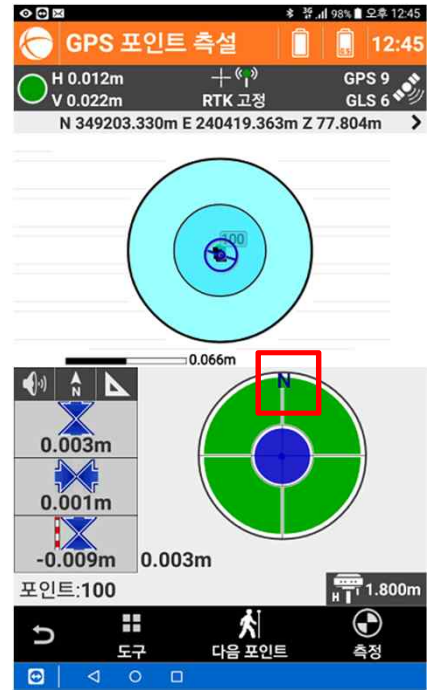 98% 오후 12:45
GPS 포인트 측설
12:45
H 0.012m
GPS 9
V 0.022m
RTK 고정
GLS 6
N 349203.330m E 240419.363m Z 77.804m
100
0.066m
N
N
0.003m
0.001m
-0.009m 0.003m
포인트:100
H 1.800m
도구
다음 포인트
측정